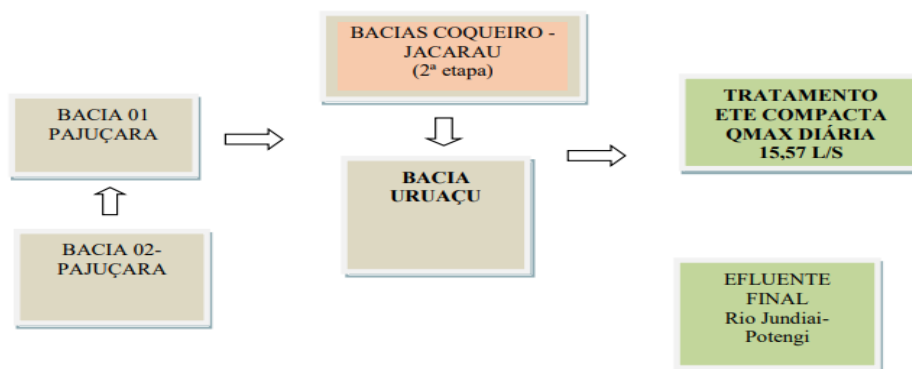 BACIAS COQUEIRO -
JACARAU
(2ª etapa)
BACIA 01
PAJUÇARA
TRATAMENTO
ETE COMPACTA
QMAX DIÁRIA
15,57 L/S
BACIA
URUAÇU
BACIA 02-
PAJUÇARA
EFLUENTE
FINAL
Rio Jundiai-
Potengi